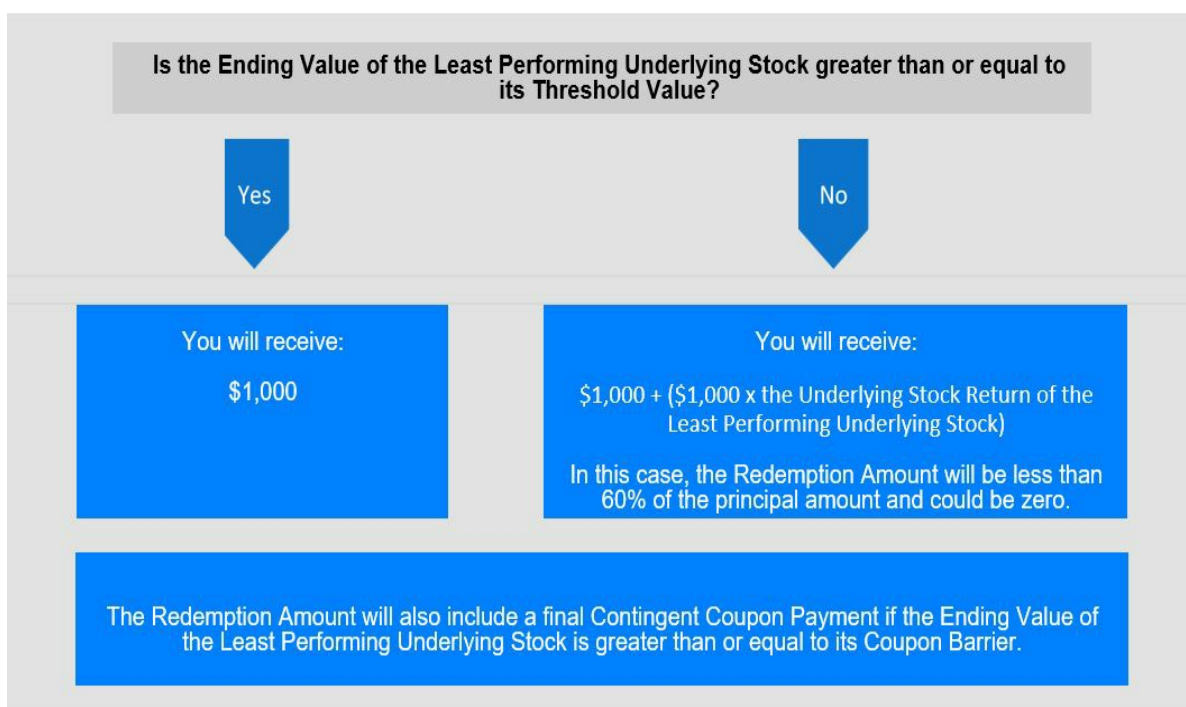 Is the Ending Value of the Least Performing Underlying Stock greater than or equal to
its Threshold Value?
Yes
No
You will receive:
$1,000
You will receive:
$1,000 + ($1,000 x the Underlying Stock Return of the
Least Performing Underlying Stock)
In this case, the Redemption Amount will be less than
60% of the principal amount and could be zero.
The Redemption Amount will also include a final Contingent Coupon Payment if the Ending Value of
the Least Performing Underlying Stock is greater than or equal to its Coupon Barrier.